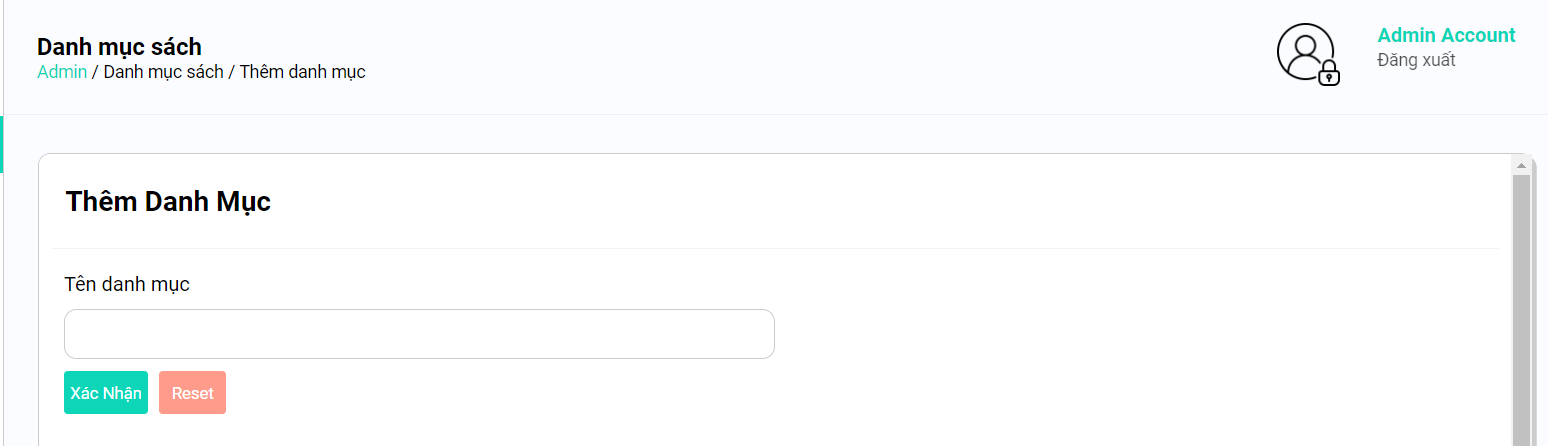 Danh mục sách
Admin / Danh mục sách / Thêm danh mục
Admin Account
Đăng xuất
Thêm Danh Mục
Tên danh mục
Xác Nhận
Reset